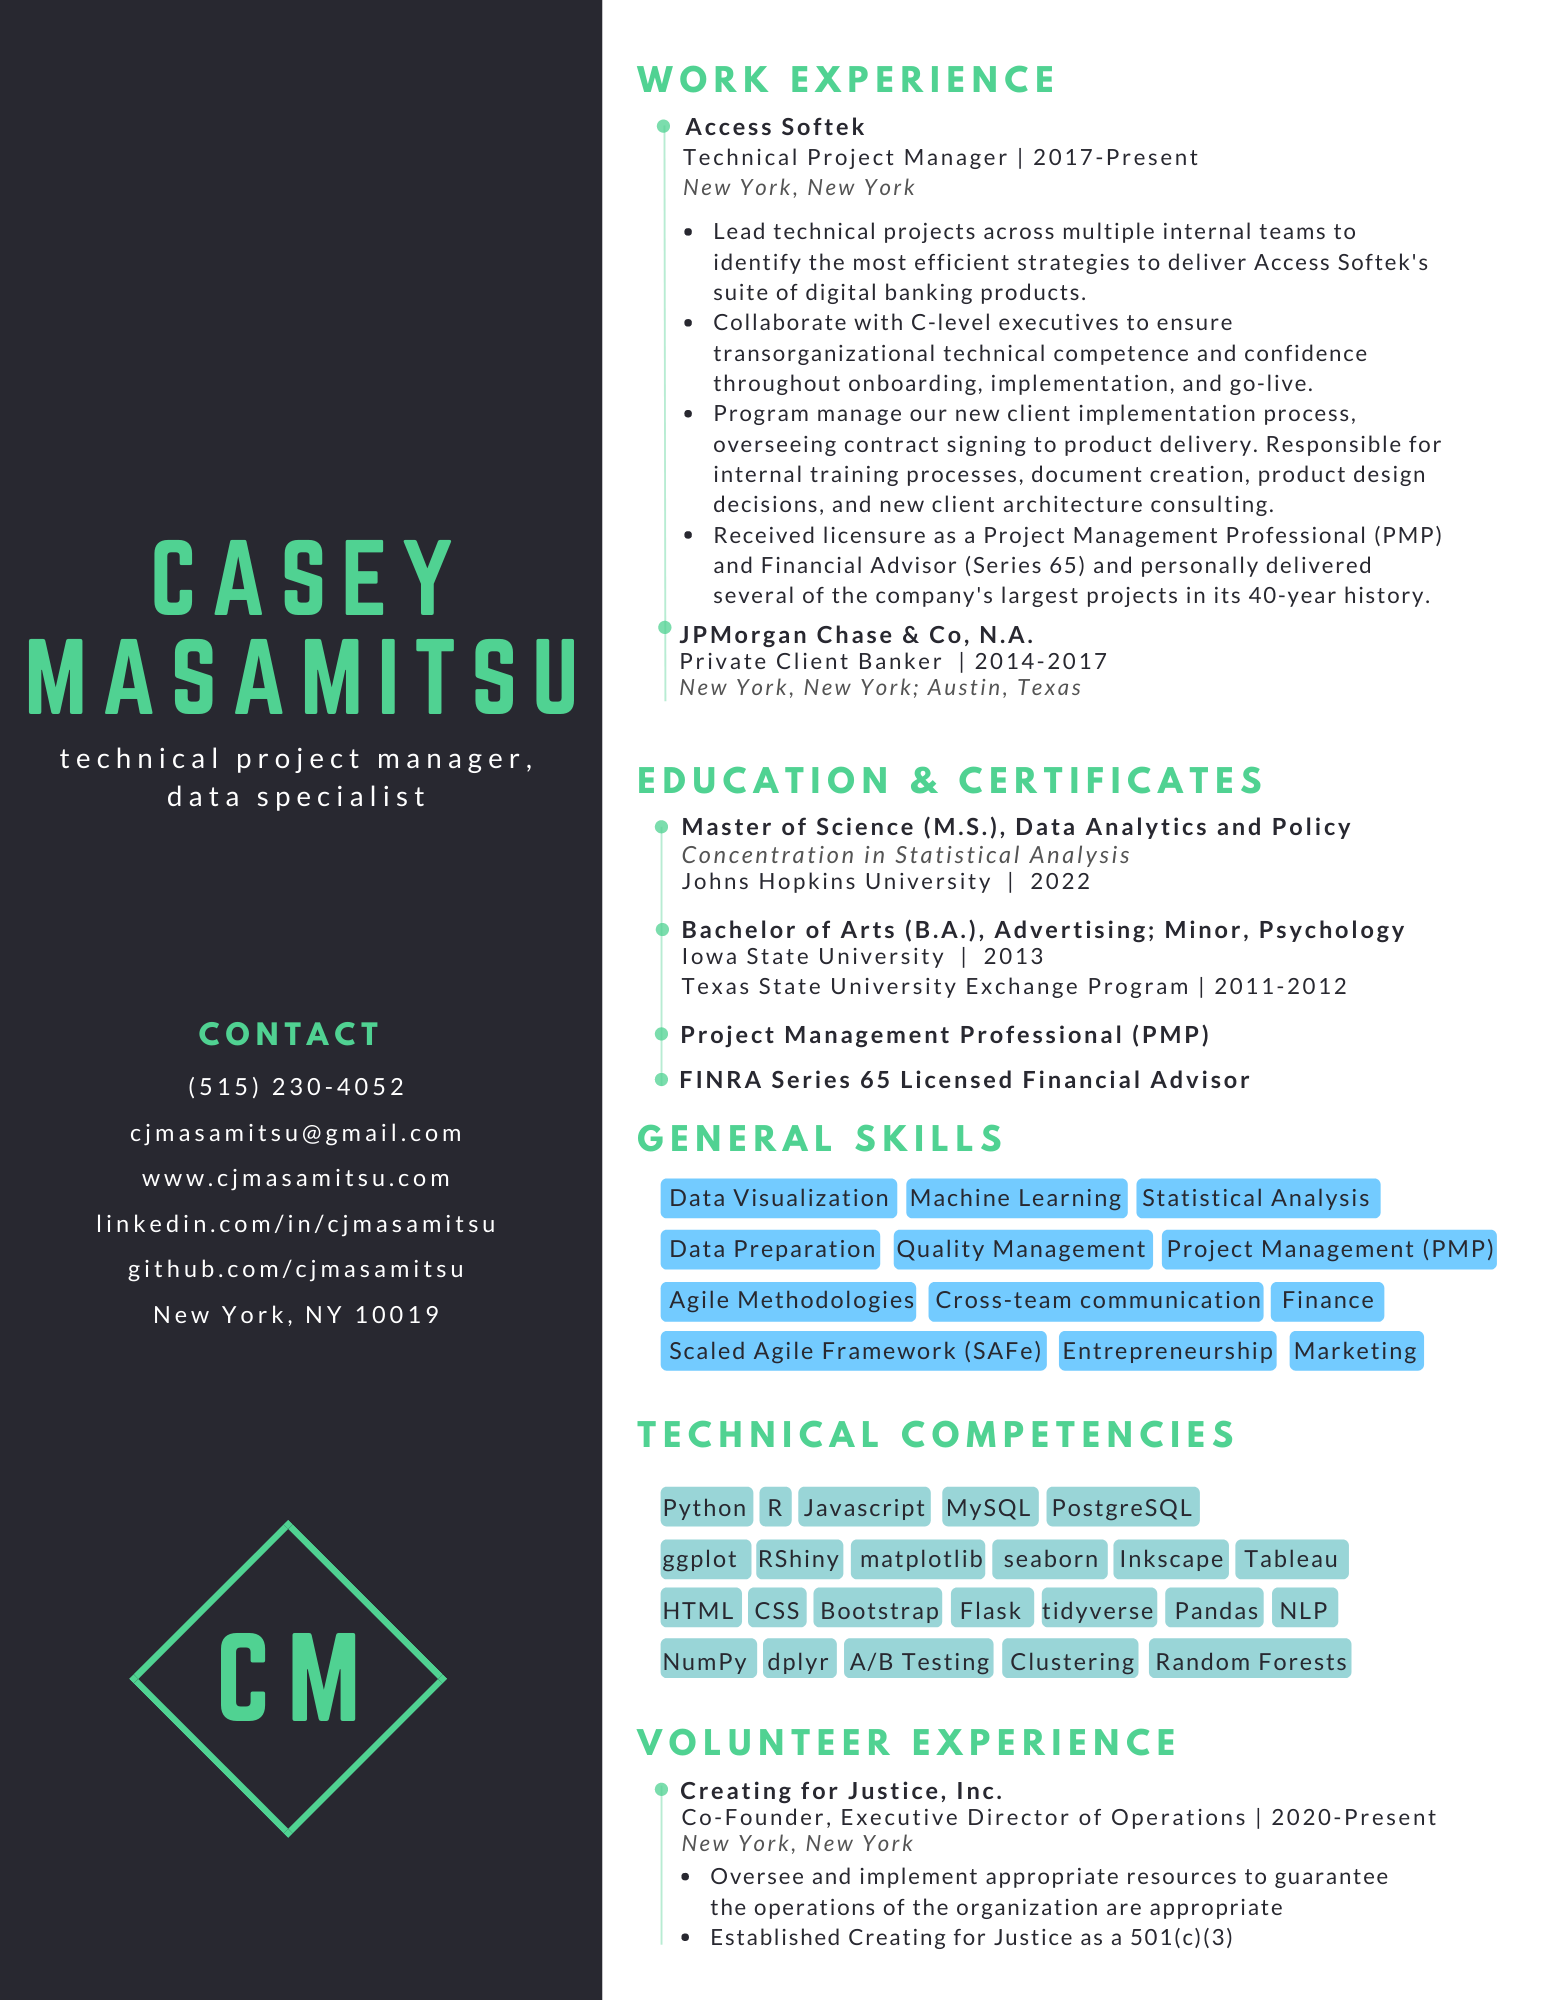 CASEY
MASAMITSU
technical project manager,
data specialist
CONTACT
(515) 230-4052
cjmasamitsu@gmail.com
www.cjmasamitsu.com
linkedin.com/in/cjmasamitsu
github.com/cjmasamitsu
New York, NY 10019
CM
WORK EXPERIENCE
Access Softek
Technical Project Manager | 2017-Present
New York, New York
• Lead technical projects across multiple internal teams to
identify the most efficient strategies to deliver Access Softek's
suite of digital banking products.
• Collaborate with C-level executives to ensure
transorganizational technical competence and confidence
throughout onboarding, implementation, and go-live.
• Program manage our new client implementation process,
overseeing contract signing to product delivery. Responsible for
internal training processes, document creation, product design
decisions, and new client architecture consulting.
• Received licensure as a Project Management Professional (PMP)
and Financial Advisor (Series 65) and personally delivered
several of the company's largest projects in its 40-year history.
JPMorgan Chase & Co, N.A.
Private Client Banker | 2014-2017
New York, New York; Austin, Texas
EDUCATION & CERTIFICATES
Master of Science (M.S.), Data Analytics and Policy
Concentration in Statistical Analysis
Johns Hopkins University | 2022
Bachelor of Arts (B.A.), Advertising; Minor, Psychology
Iowa State University | 2013
Texas State University Exchange Program | 2011-2012
Project Management Professional (PMP)
FINRA Series 65 Licensed Financial Advisor
GENERAL SKILLS
Data Visualization Machine Learning Statistical Analysis
Data Preparation Quality Management Project Management (PMP)
Agile Methodologies Cross-team communication Finance
Scaled Agile Framework (SAFe) Entrepreneurship Marketing
TECHNICAL COMPETENCIES
Python R Javascript MySQL PostgreSQL
ggplot RShiny matplotlib seaborn Inkscape Tableau
HTML CSS Bootstrap Flask tidyverse Pandas NLP
NumPy dplyr A/B Testing Clustering Random Forests
VOLUNTEER EXPERIENCE
Creating for Justice, Inc.
Co-Founder, Executive Director of Operations | 2020-Present
New York, New York
• Oversee and implement appropriate resources to guarantee
the operations of the organization are appropriate
• Established Creating for Justice as a 501(c)(3)